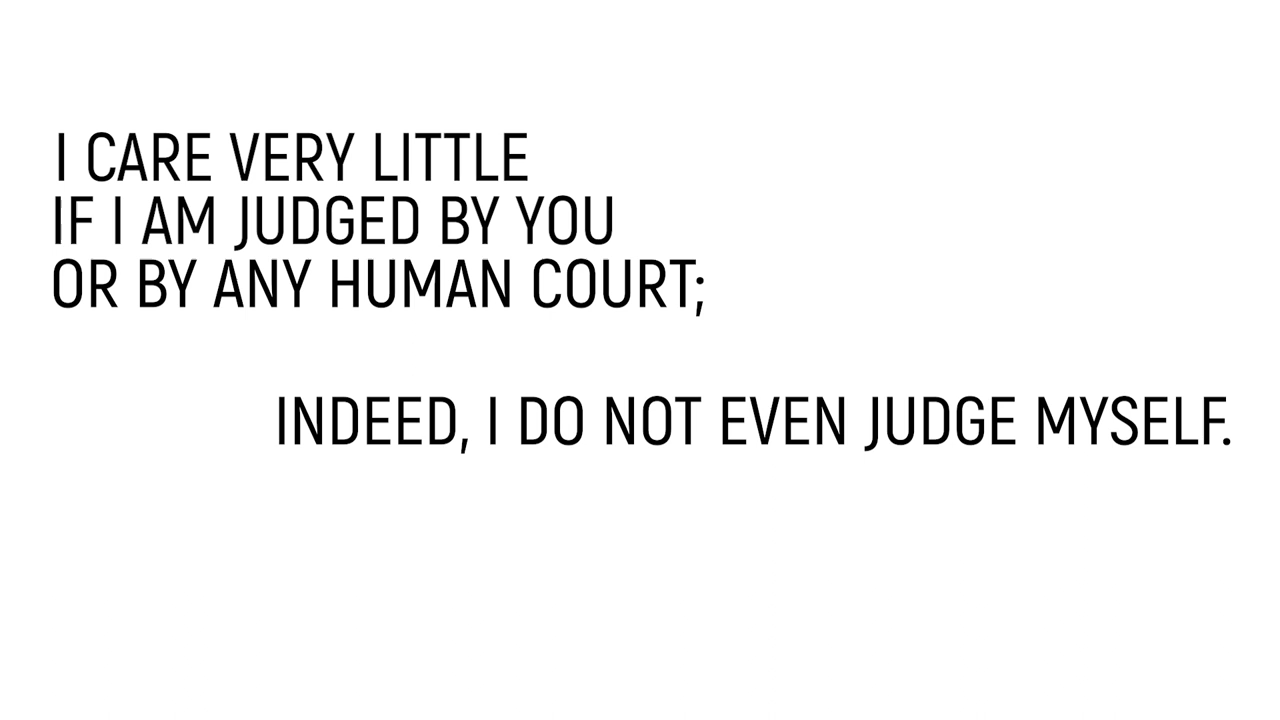 I CARE VERY LITTLE
IF I AM JUDGED BY YOU
OR BY ANY HUMAN COURT;
INDEED, I DO NOT EVEN JUDGE MYSELF.